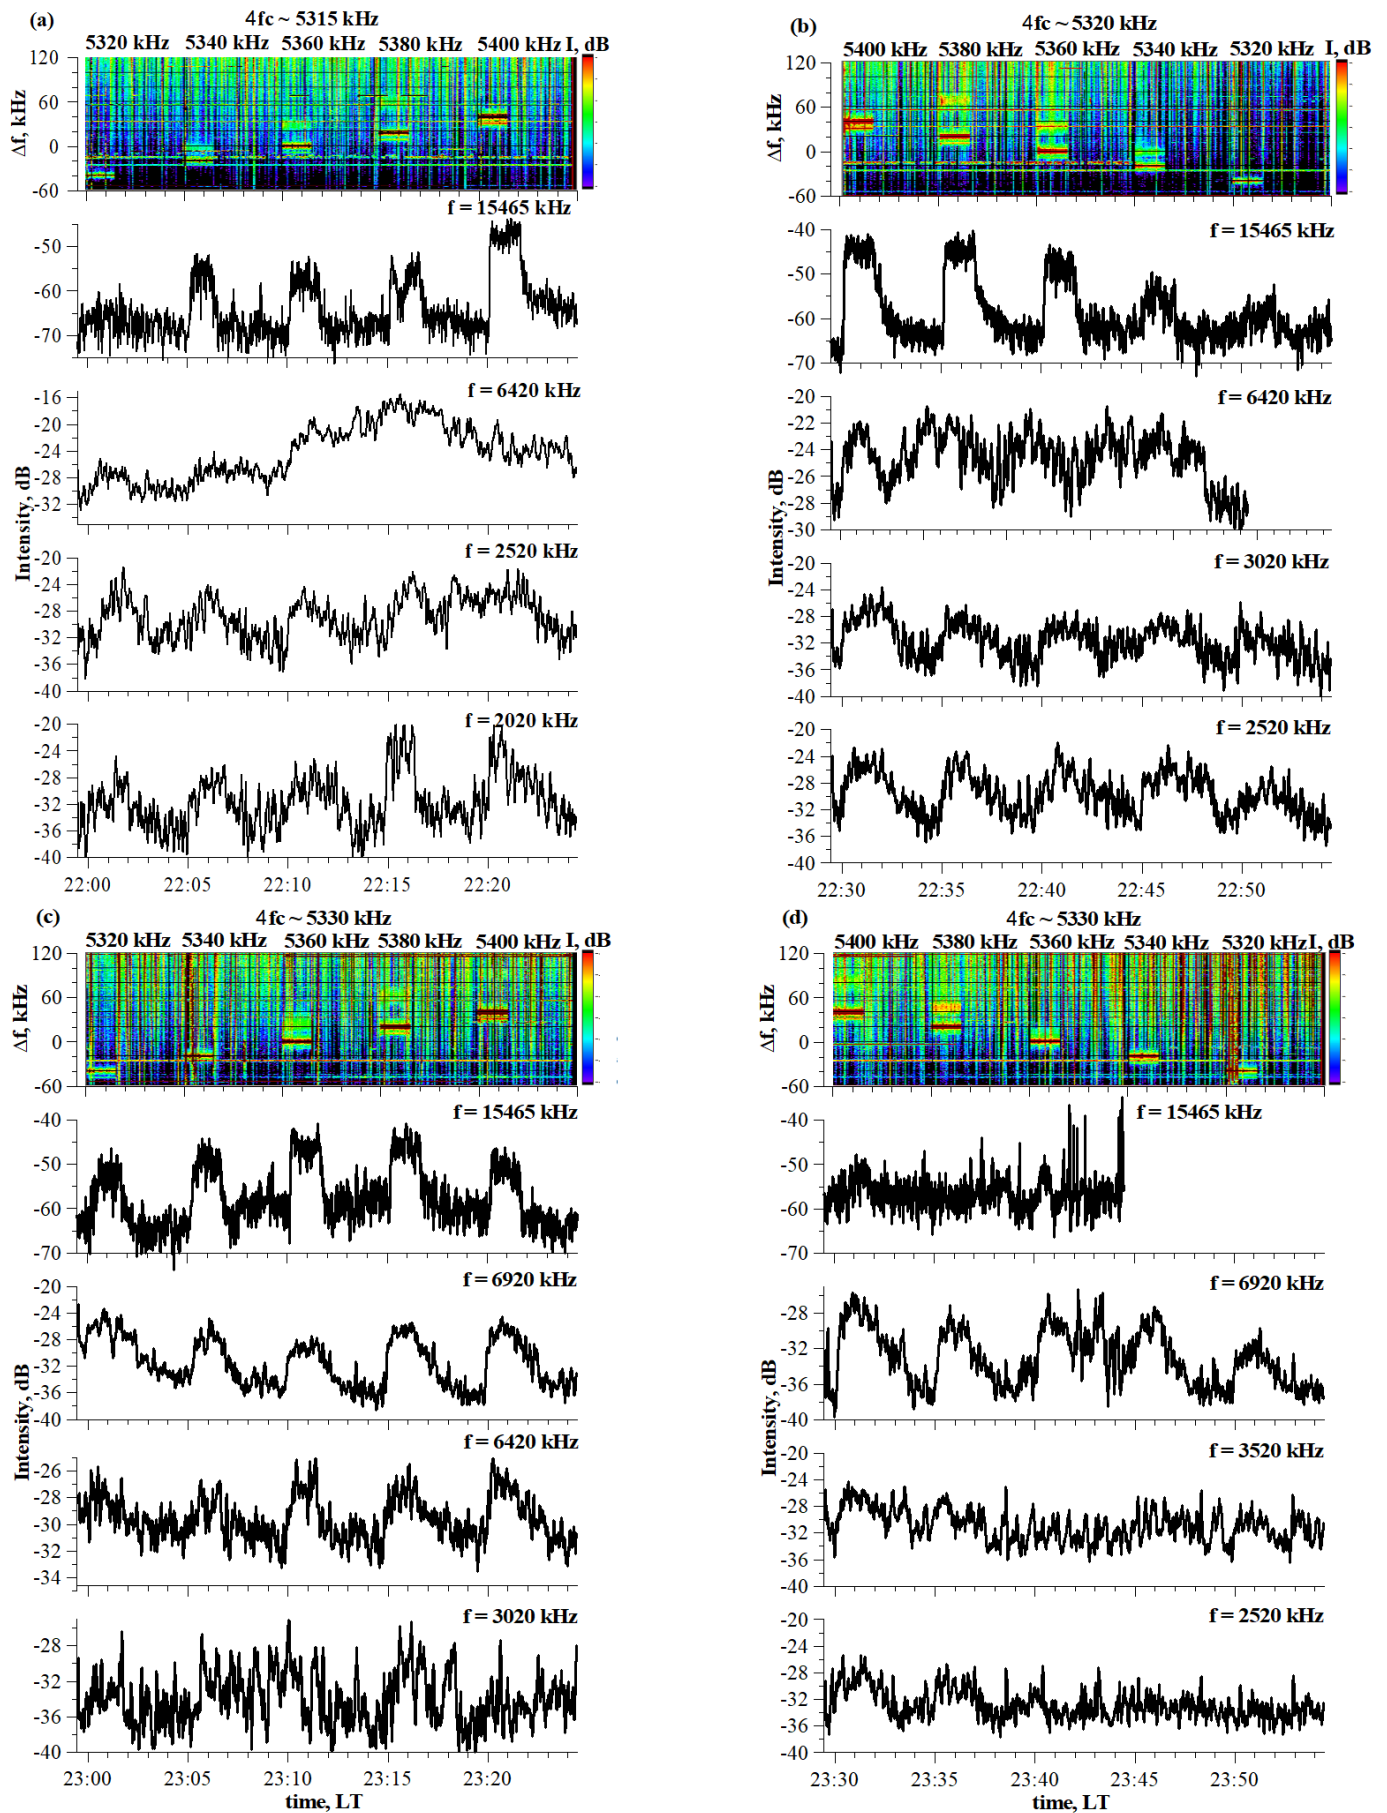 (a)
4fc ~ 5315 kHz
5320 kHz 5340 kHz 5360 kHz 5380 kHz 5400 kHz I, dB
120
60
0
-60
Δf, kHz
f = 15465 kHz
-50
-60
-70
f = 6420 kHz
-16
-20
-24
-28
-32
Intensity, dB
f = 2520 kHz
-20
-24
-28
-32
-36
-40
f = 2020 kHz
-20
-24
-28
-32
-36
-40
22:00 22:05 22:10 22:15 22:20
(b)
4fc ~ 5320 kHz
5400 kHz 5380 kHz 5360 kHz 5340 kHz 5320 kHz I, dB
120
60
0
-60
Δf, kHz
f = 15465 kHz
-40
-50
-60
-70
f = 6420 kHz
-20
-22
-24
-26
-28
-30
Intensity, dB
f = 3020 kHz
-20
-24
-28
-32
-36
-40
f = 2520 kHz
-20
-24
-28
-32
-36
-40
22:30 22:35 22:40 22:45 22:50
(c)
4fc ~ 5330 kHz
5320 kHz 5340 kHz 5360 kHz 5380 kHz 5400 kHz I, dB
120
60
0
-60
Δf, kHz
f = 15465 kHz
-40
-50
-60
-70
f = 6920 kHz
-20
-24
-28
-32
-36
-40
Intensity, dB
f = 6420 kHz
-26
-28
-30
-32
-34
f = 3020 kHz
-28
-32
-36
-40
23:00 23:05 23:10 23:15 23:20
time, LT
(d)
4fc ~ 5330 kHz
5400 kHz 5380 kHz 5360 kHz 5340 kHz 5320 kHz I, dB
120
60
0
-60
Δf, kHz
f = 15465 kHz
-40
-50
-60
-70
f = 6920 kHz
-28
-32
-36
-40
Intensity, dB
f = 3520 kHz
-20
-24
-28
-32
-36
-40
f = 2520 kHz
-20
-24
-28
-32
-36
-40
23:30 23:35 23:40 23:45 23:50
time, LT